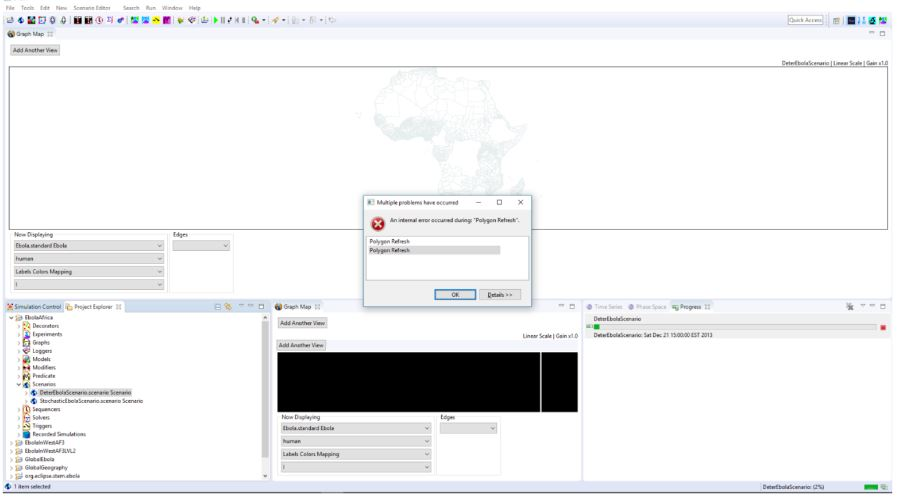 File Tools Edit New Scenario Editor Search Run Window Help
Quick Access
Graph Map
Add Another View
DeterEbolaScenario | Linear Scale | Gain x1.0
Multiple problems have occurred
An internal error occurred during: "Polygon Refresh".
Polygon Refresh
Polygon Refresh
OK Details >>
Now Displaying Edges
Ebola.standard Ebola
human
Labels Colors Mapping
I
Simulation Control Project Explorer
EbolaAfrica
Decorators
Experiments
Graphs
Loggers
Models
Modifiers
Predicate
Scenarios
DeterEbolaScenario.scenario Scenario
StochasticEbolaScenario.scenario Scenario
Sequencers
Solvers
Triggers
Recorded Simulations
EbolaInWestAF3
EbolaInWestAF3LVL2
GlobalEbola
GlobalGeography
org.eclipse.stem.ebola
Graph Map
Add Another View
Linear Scale | Gain x1.0
Add Another View
Now Displaying Edges
Ebola.standard Ebola
human
Labels Colors Mapping
I
Time Series Phase Space Progress
DeterEbolaScenario
DeterEbolaScenario: Sat Dec 21 15:00:00 EST 2013
1 item selected
DeterEbolaScenario: (2%)